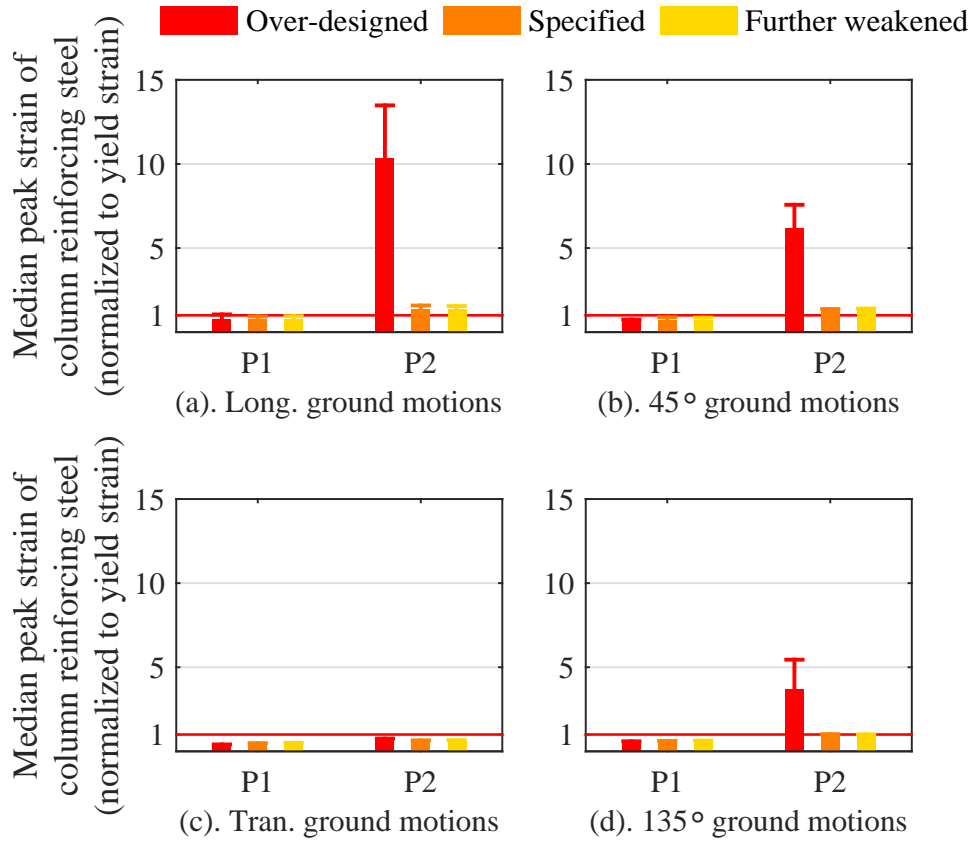 Over-designed Specified Further weakened
Median peak strain of
column reinforcing steel
(normalized to yield strain)
15
10
5
1
P1 P2
(a). Long. ground motions
15
10
5
1
P1 P2
(b). 45° ground motions
Median peak strain of
column reinforcing steel
(normalized to yield strain)
15
10
5
1
P1 P2
(c). Tran. ground motions
15
10
5
1
P1 P2
(d). 135° ground motions